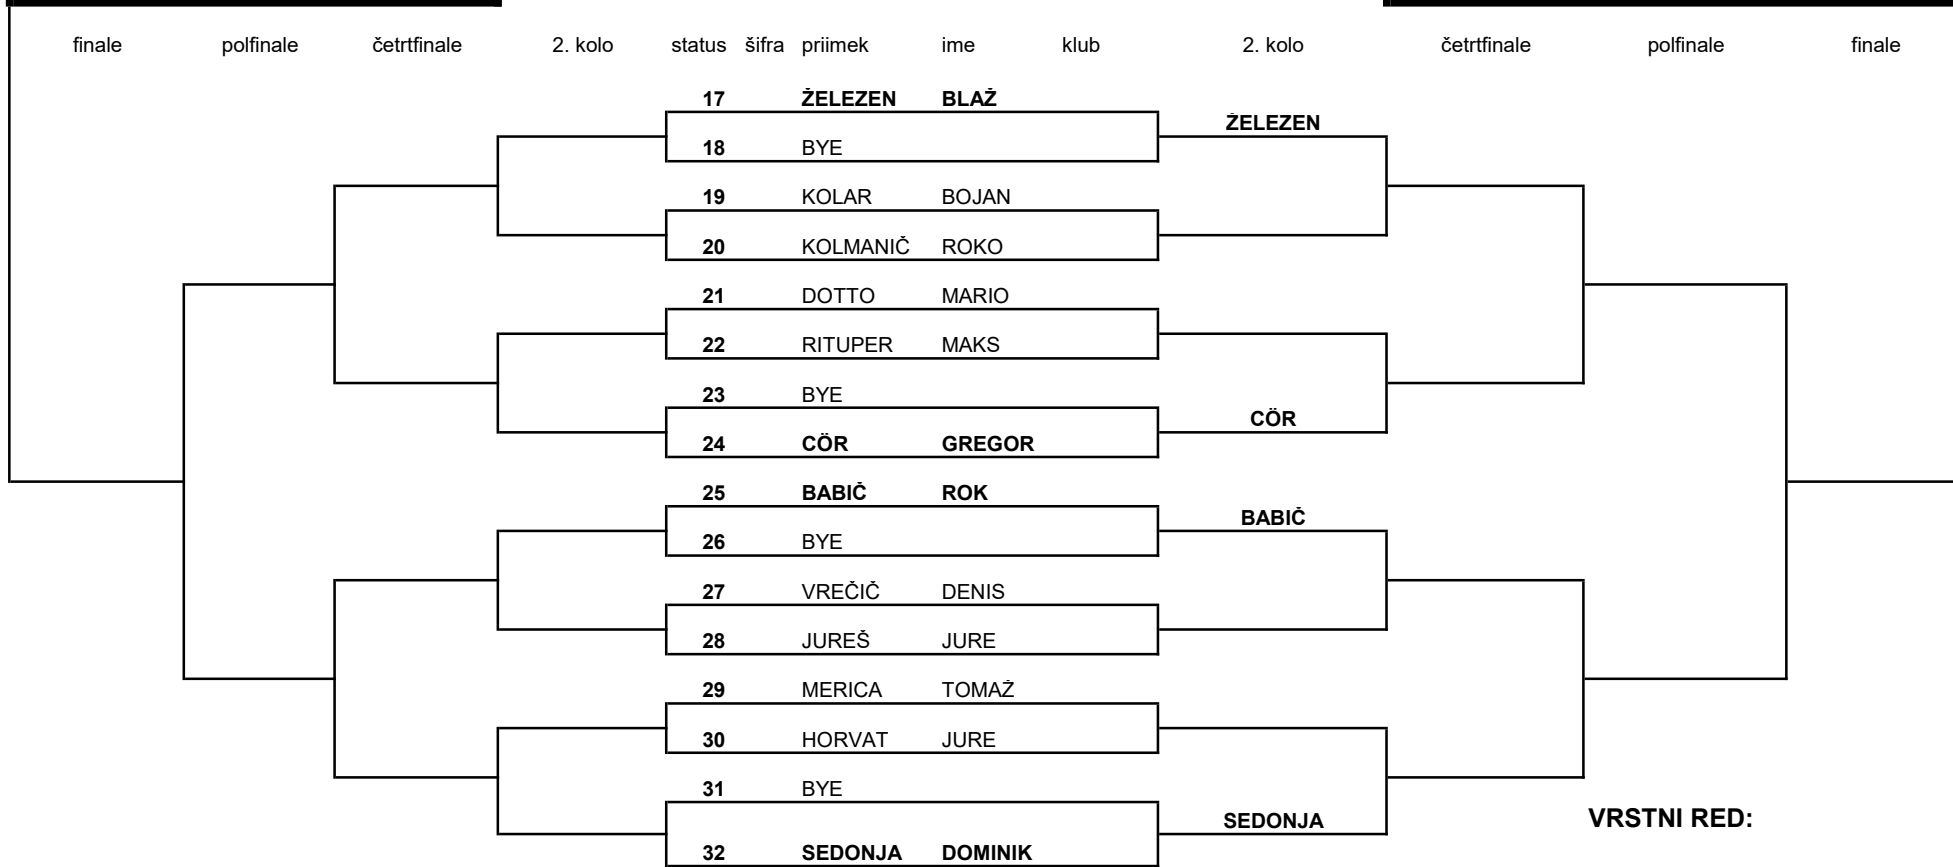 finale polfinale četrtfinale 2. kolo status šifra priimek ime klub 2. kolo četrtfinale polfinale finale
17 ŽELEZEN BLAŽ
ŽELEZEN
18 BYE
19 KOLAR BOJAN
20 KOLMANIČ ROKO
21 DOTTO MARIO
22 RITUPER MAKS
23 BYE
CÖR
24 CÖR GREGOR
25 BABIČ ROK
BABIČ
26 BYE
27 VREČIČ DENIS
28 JUREŠ JURE
29 MERICA TOMAŽ
30 HORVAT JURE
31 BYE
SEDONJA
VRSTNI RED:
32 SEDONJA DOMINIK